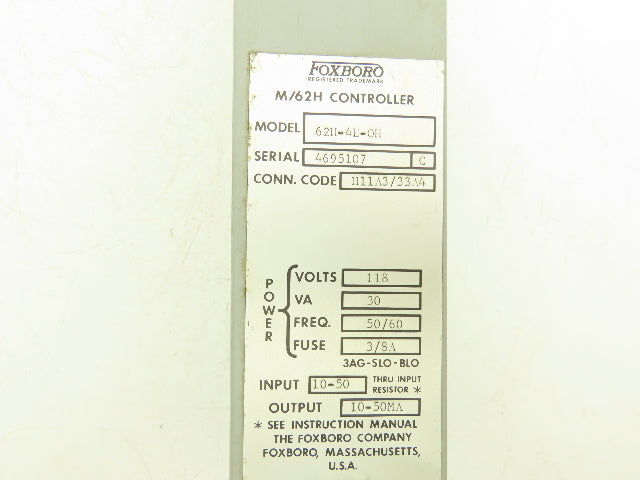 FOXBORO
REGISTERED TRADEMARK
M/62H CONTROLLER
MODEL 62H-4E-OH
SERIAL 4695107 C
CONN. CODE H11A3/33A4
POWER
VOLTS 118
VA 30
FREQ. 50/60
FUSE 3/8A
3AG-SLO-BLO
INPUT 10-50 THRU INPUT
RESISTOR *
OUTPUT 10-50MA
* SEE INSTRUCTION MANUAL
THE FOXBORO COMPANY
FOXBORO, MASSACHUSETTS,
U.S.A.